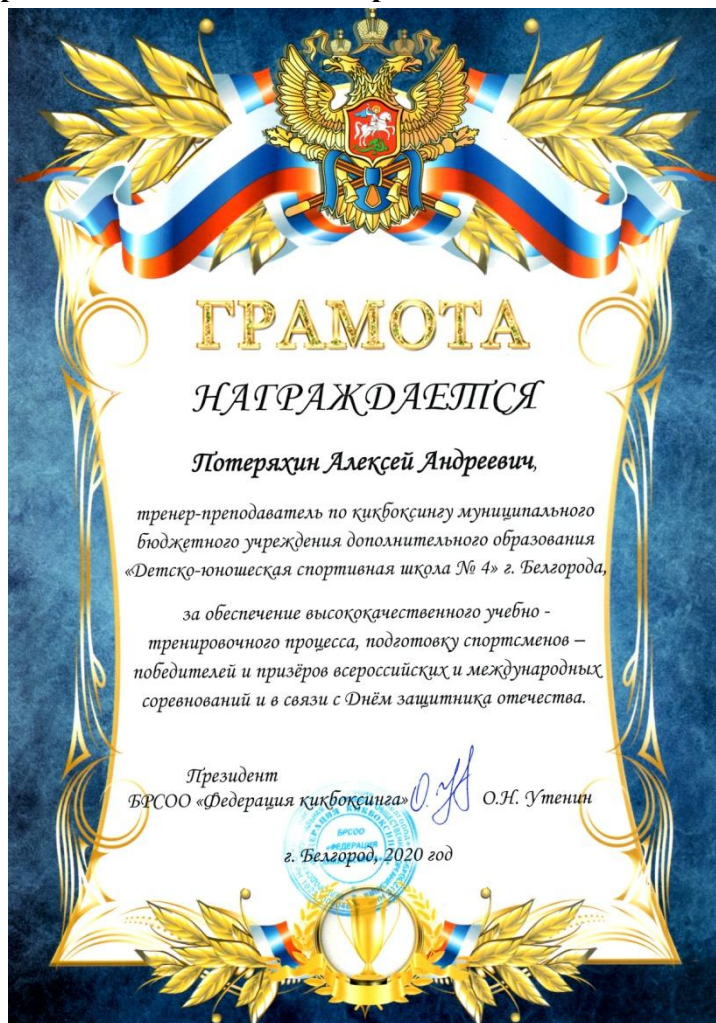 ГРАМОТА
НАГРАЖДАЕТСЯ
Потеряхин Алексей Андреевич,
тренер-преподаватель по кикбоксингу муниципального
бюджетного учреждения дополнительного образования
«Детско-юношеская спортивная школа № 4» г. Белгорода,
за обеспечение высококачественного учебно -
тренировочного процесса, подготовку спортсменов –
победителей и призёров всероссийских и международных
соревнований и в связи с Днём защитника отечества.
Президент
БРСОО «Федерация кикбоксинга» О.Н. Утенин
БРСОО
«ФЕДЕРАЦИЯ
г. Белгород, 2020 год